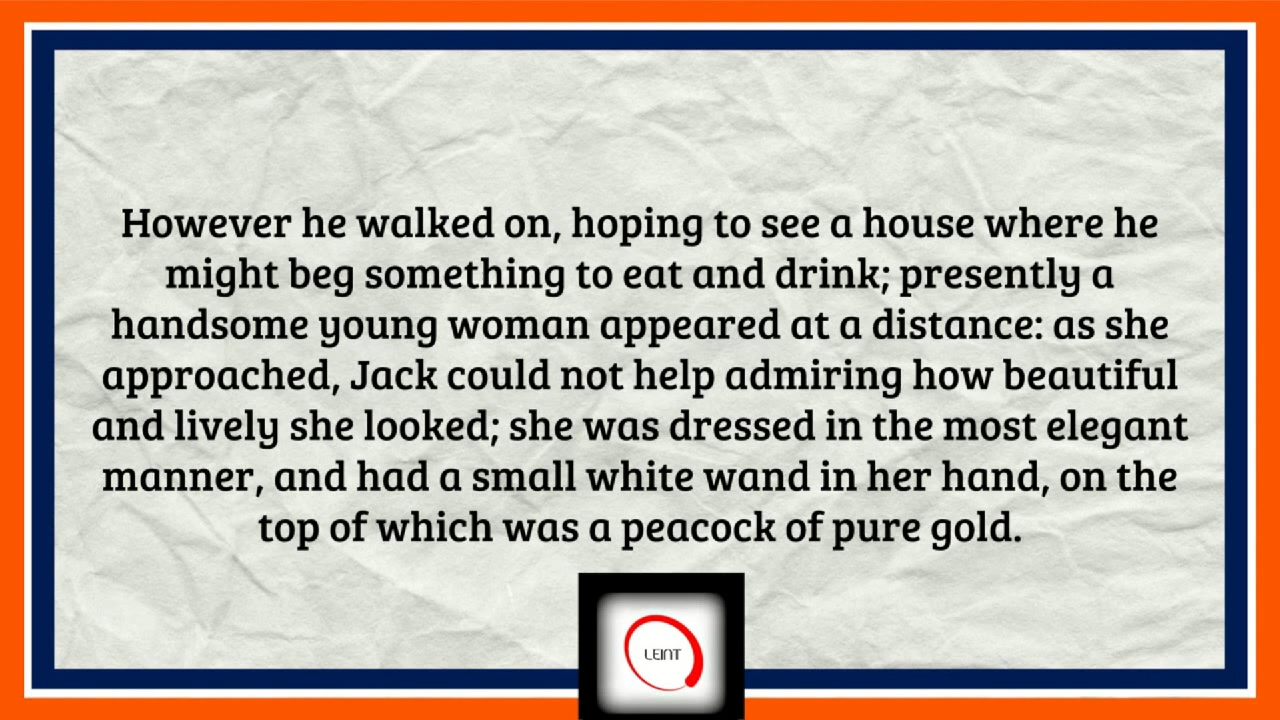 However he walked on, hoping to see a house where he
might beg something to eat and drink; presently a
handsome young woman appeared at a distance: as she
approached, Jack could not help admiring how beautiful
and lively she looked; she was dressed in the most elegant
manner, and had a small white wand in her hand, on the
top of which was a peacock of pure gold.
LEINT